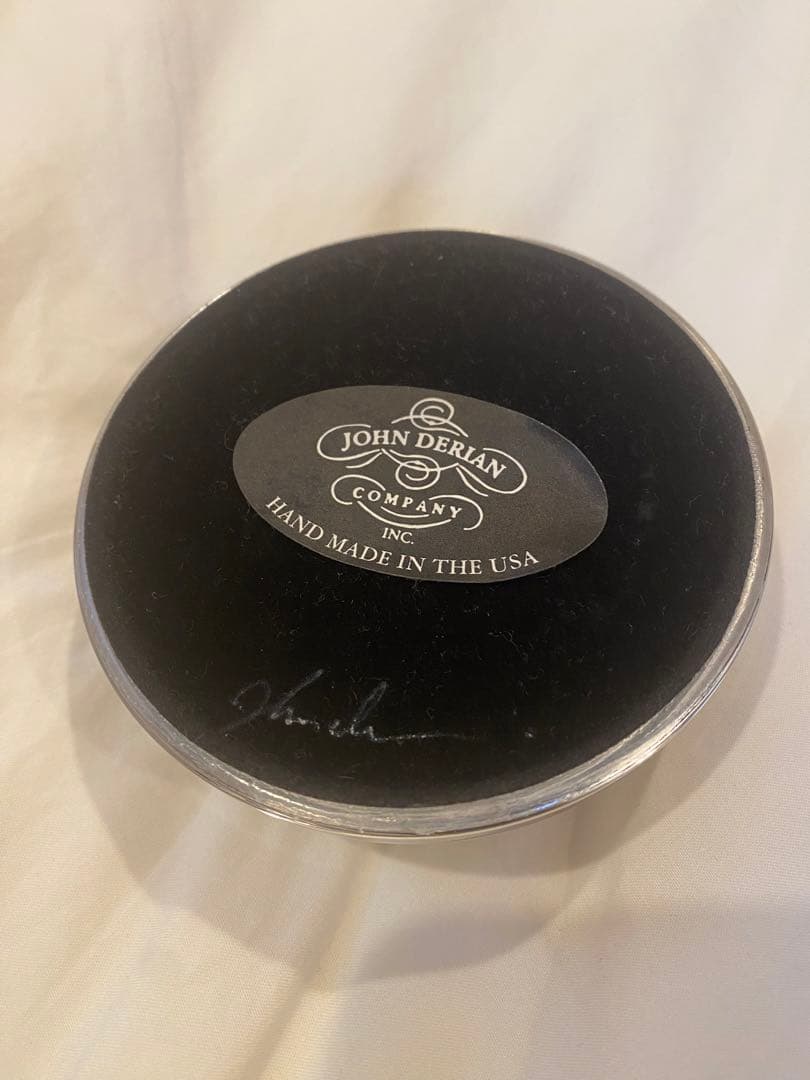 JOHN DERIAN
COMPANY
INC.
HAND MADE IN THE USA